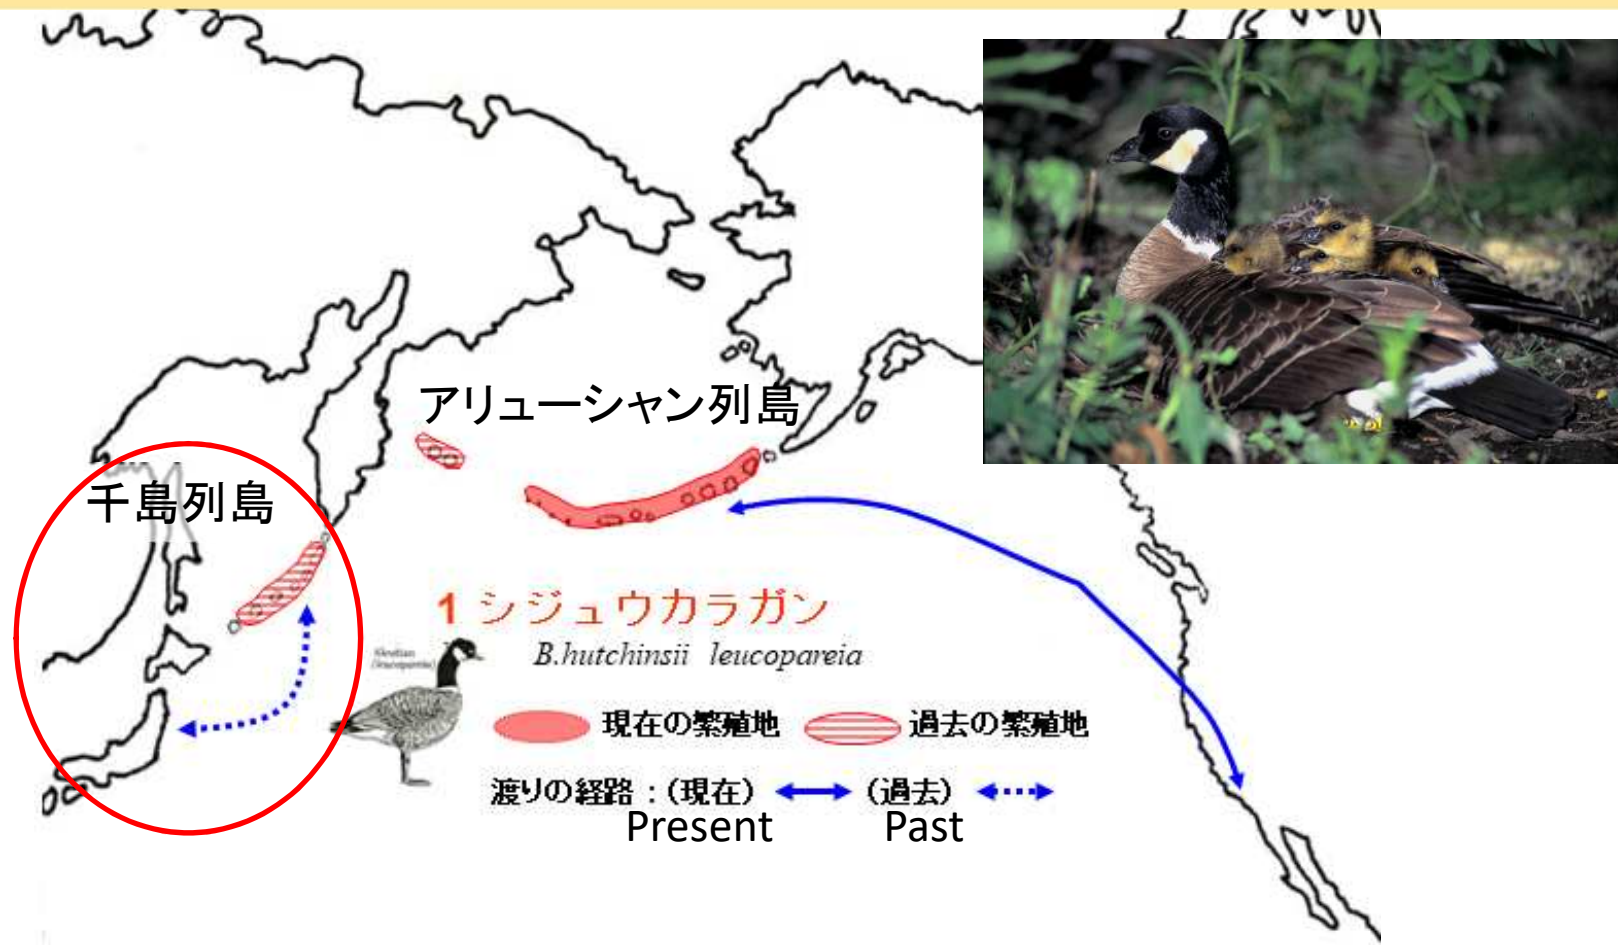 アリューシャン列島
千島列島
1 シジュウカラガン
B.hutchinsii leucopareia
現在の繁殖地 過去の繁殖地
渡りの経路：(現在) (過去)
Present Past